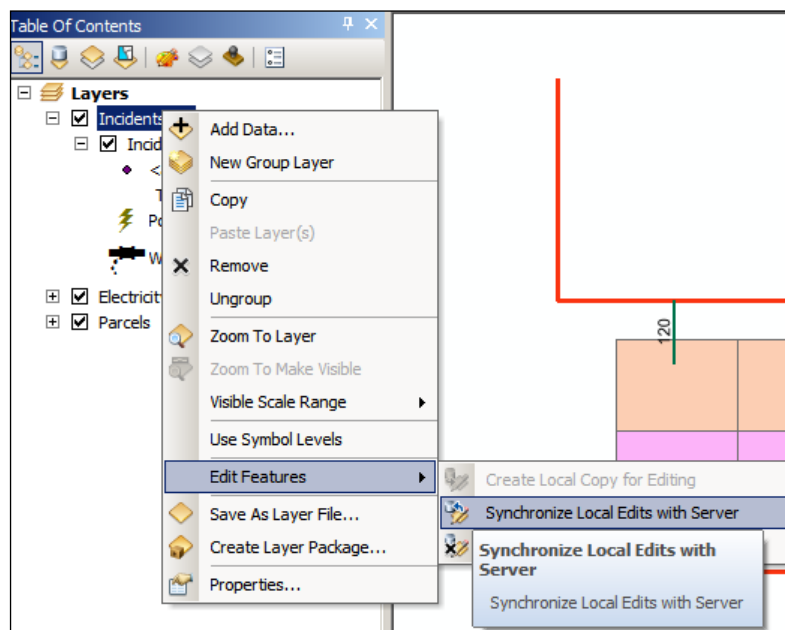 Table Of Contents
Layers
Incidents
Incid
Add Data...
New Group Layer
Copy
Paste Layer(s)
Remove
Ungroup
Zoom To Layer
Zoom To Make Visible
Visible Scale Range
Use Symbol Levels
Edit Features
Save As Layer File...
Create Layer Package...
Properties...
<
T
Po
W
Electricity
Parcels
120
Create Local Copy for Editing
Synchronize Local Edits with Server
Synchronize Local Edits with
Server
Synchronize Local Edits with Server